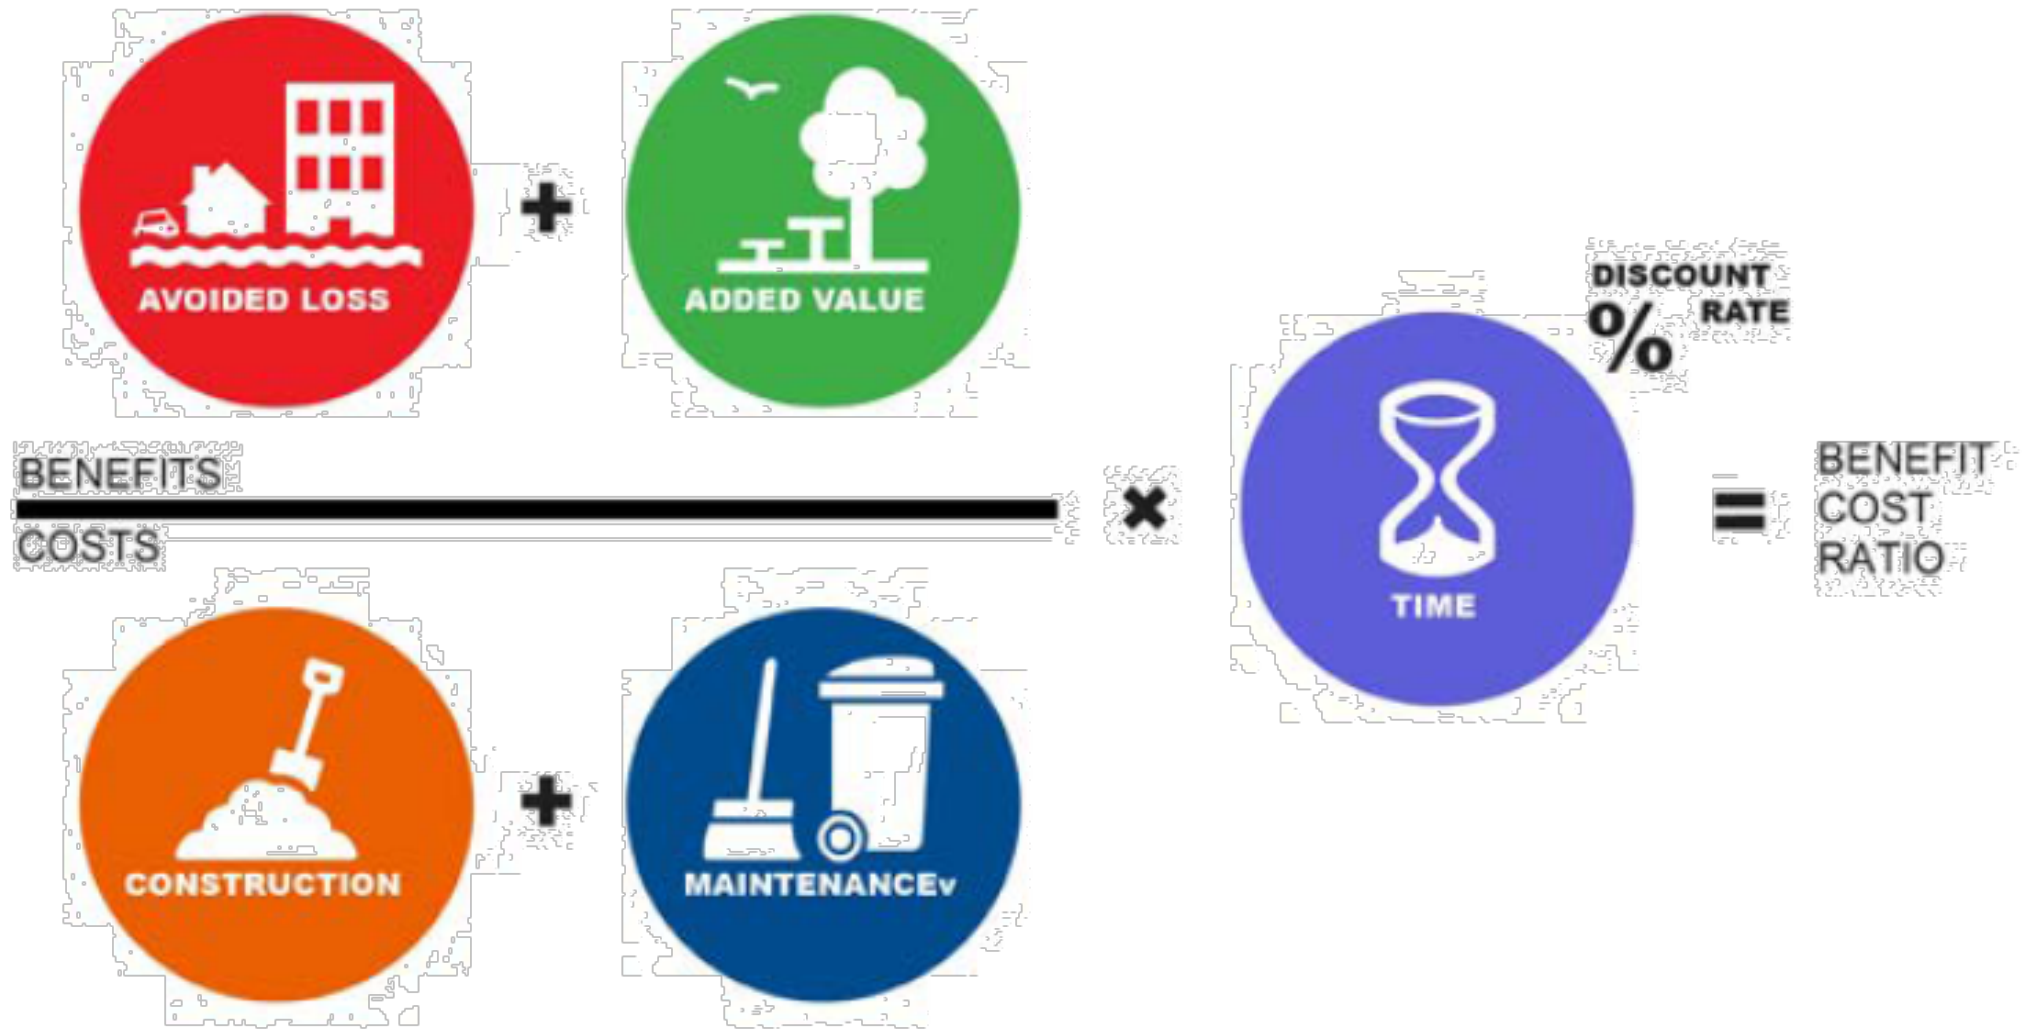 AVOIDED LOSS
+
ADDED VALUE
BENEFITS
COSTS
CONSTRUCTION
+
MAINTENANCEv
×
TIME
DISCOUNT
% RATE
=
BENEFIT
COST
RATIO